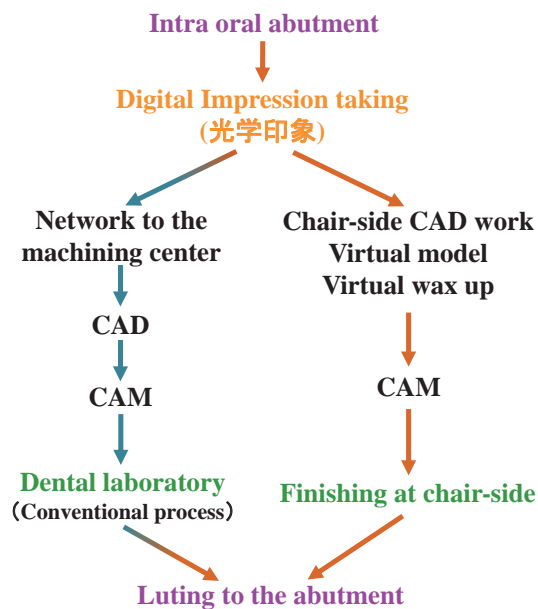 Intra oral abutment
Digital Impression taking
(光学印象)
Network to the
machining center
CAD
CAM
Dental laboratory
（Conventional process）
Chair-side CAD work
Virtual model
Virtual wax up
CAM
Finishing at chair-side
Luting to the abutment